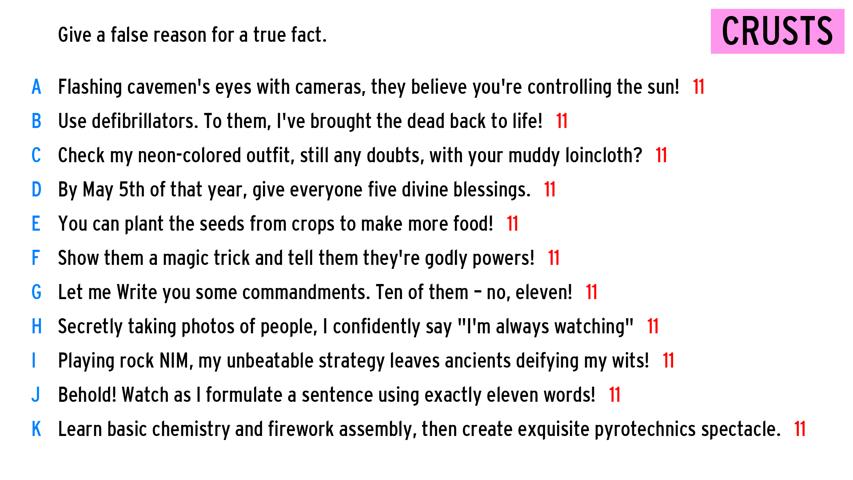 Give a false reason for a true fact.
CRUSTS
A Flashing cavemen's eyes with cameras, they believe you're controlling the sun! 11
B Use defibrillators. To them, I've brought the dead back to life! 11
C Check my neon-colored outfit, still any doubts, with your muddy loincloth? 11
D By May 5th of that year, give everyone five divine blessings. 11
E You can plant the seeds from crops to make more food! 11
F Show them a magic trick and tell them they're godly powers! 11
G Let me Write you some commandments. Ten of them – no, eleven! 11
H Secretly taking photos of people, I confidently say "I'm always watching" 11
I Playing rock NIM, my unbeatable strategy leaves ancients deifying my wits! 11
J Behold! Watch as I formulate a sentence using exactly eleven words! 11
K Learn basic chemistry and firework assembly, then create exquisite pyrotechnics spectacle. 11